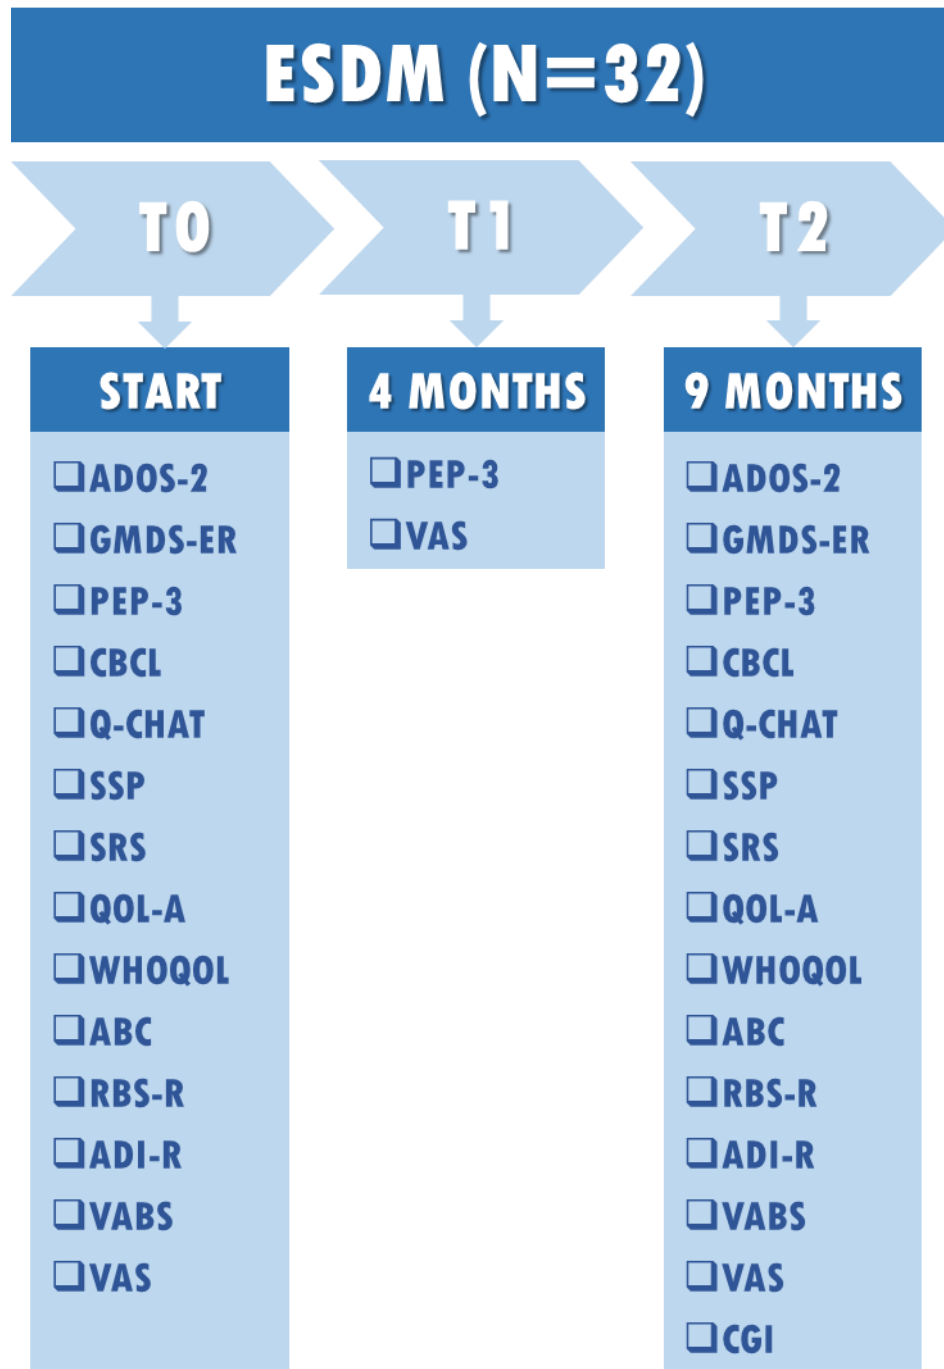 ESDM (N=32)
T0
T1
T2
START
❑ADOS-2
❑GMDS-ER
❑PEP-3
❑CBCL
❑Q-CHAT
❑SSP
❑SRS
❑QOL-A
❑WHOQOL
❑ABC
❑RBS-R
❑ADI-R
❑VABS
❑VAS
4 MONTHS
❑PEP-3
❑VAS
9 MONTHS
❑ADOS-2
❑GMDS-ER
❑PEP-3
❑CBCL
❑Q-CHAT
❑SSP
❑SRS
❑QOL-A
❑WHOQOL
❑ABC
❑RBS-R
❑ADI-R
❑VABS
❑VAS
❑CGI